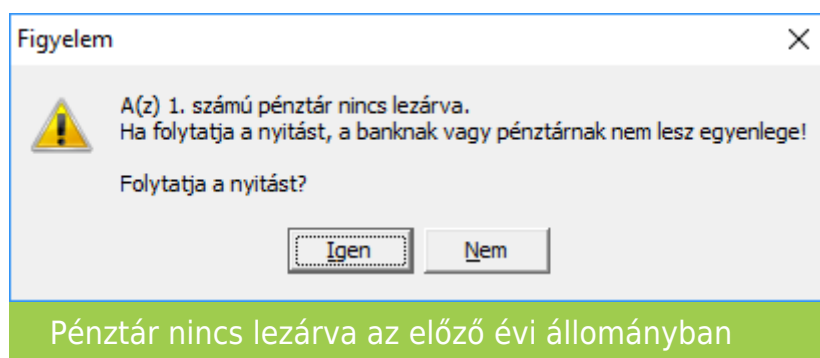 Figyelem
A(z) 1. számú pénztár nincs lezárva.
Ha folytatja a nyitást, a banknak vagy pénztárnak nem lesz egyenlege!
Folytatja a nyitást?
Igen
Nem
Pénztár nincs lezárva az előző évi állományban